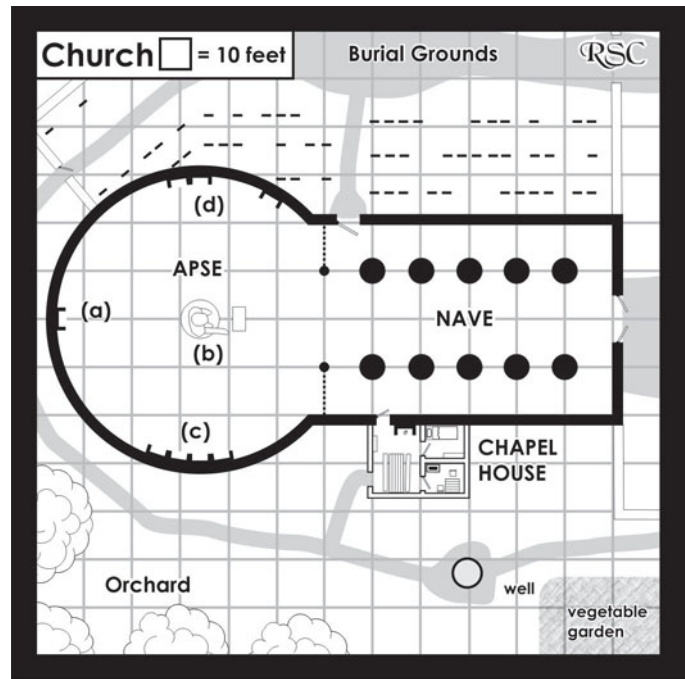 Church = 10 feet
Burial Grounds
RSC
(d)
APSE
(a)
NAVE
(b)
(c)
CHAPEL
HOUSE
Orchard
well
vegetable
garden